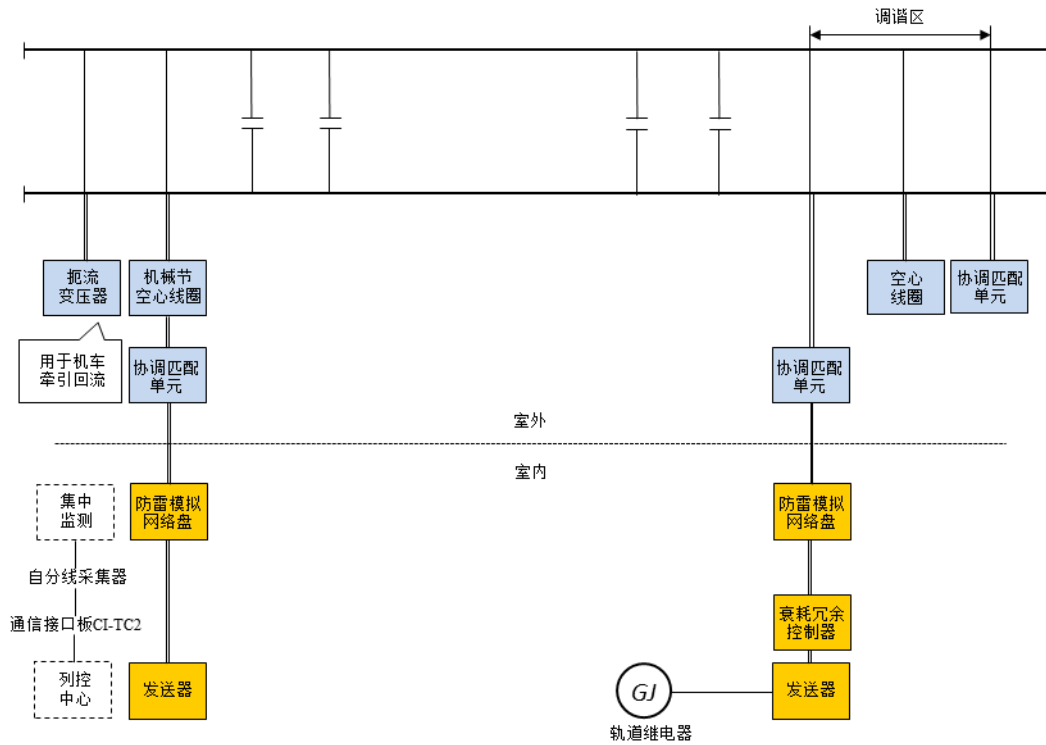 调谐区
扼流
变压器
机械节
空心线圈
空心
线圈
协调匹配
单元
用于机车
牵引回流
协调匹配
单元
协调匹配
单元
室外
室内
集中
监测
防雷模拟
网络盘
防雷模拟
网络盘
自分线采集器
通信接口板CI-TC2
衰耗冗余
控制器
列控
中心
发送器
GJ
发送器
轨道继电器